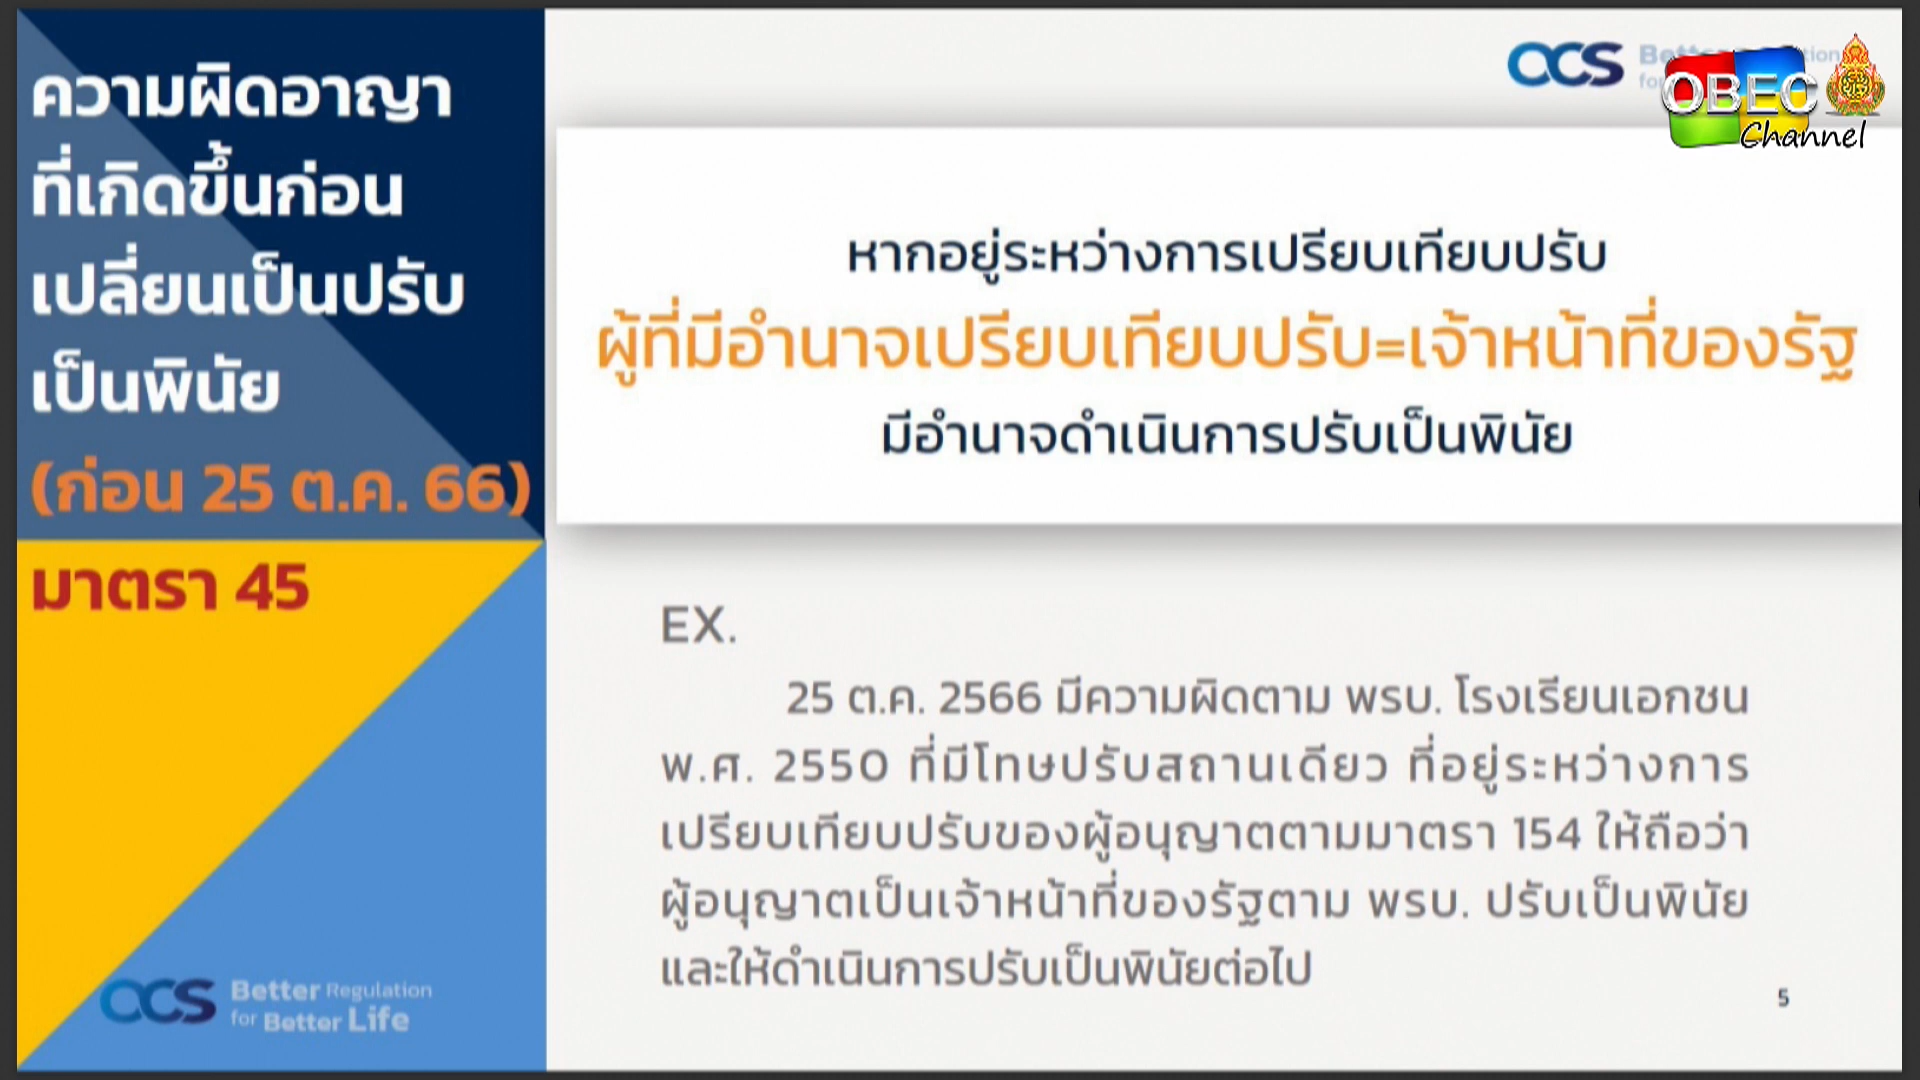 ความผิดอาญา
ที่เกิดขึ้นก่อน
เปลี่ยนเป็นปรับ
เป็นพินัย
(ก่อน 25 ต.ค. 66)
มาตรา 45
OCS Better Regulation
for Better Life
OCS
OBEC
Channel
หากอยู่ระหว่างการเปรียบเทียบปรับ
ผู้ที่มีอำนาจเปรียบเทียบปรับ=เจ้าหน้าที่ของรัฐ
มีอำนาจดำเนินการปรับเป็นพินัย
EX.
25 ต.ค. 2566 มีความผิดตาม พรบ. โรงเรียนเอกชน
พ.ศ. 2550 ที่มีโทษปรับสถานเดียว ที่อยู่ระหว่างการ
เปรียบเทียบปรับของผู้อนุญาตตามมาตรา 154 ให้ถือว่า
ผู้อนุญาตเป็นเจ้าหน้าที่ของรัฐตาม พรบ. ปรับเป็นพินัย
และให้ดำเนินการปรับเป็นพินัยต่อไป
5